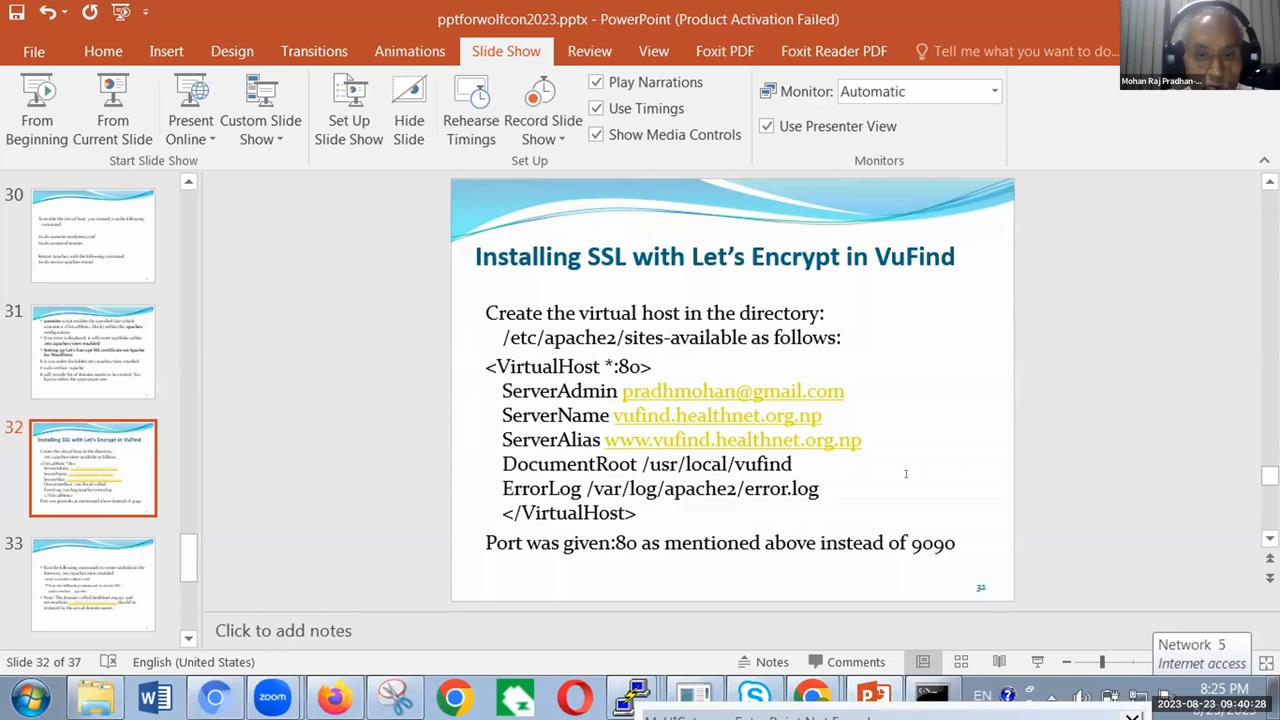 pptforwolfcon2023.pptx - PowerPoint (Product Activation Failed)
File Home Insert Design Transitions Animations Slide Show Review View Foxit PDF Foxit Reader PDF Tell me what you want to do...
Mohan Raj Pradhan-...
From Beginning
From Current Slide
Present Online
Custom Slide Show
Set Up Slide Show
Hide Slide
Rehearse Timings
Record Slide Show
Play Narrations
Use Timings
Show Media Controls
Monitor: Automatic
Use Presenter View
Start Slide Show
Set Up
Monitors
30
31
32
Installing SSL with Let's Encrypt in VuFind
33
Installing SSL with Let's Encrypt in VuFind
Create the virtual host in the directory:
/etc/apache2/sites-available as follows:
<VirtualHost *:80>
ServerAdmin pradhmohan@gmail.com
ServerName vufind.healthnet.org.np
ServerAlias www.vufind.healthnet.org.np
DocumentRoot /usr/local/vufind
ErrorLog /var/log/apache2/error.log
</VirtualHost>
Port was given:80 as mentioned above instead of 9090
32
Click to add notes
Slide 32 of 37 English (United States) Notes Comments
Network 5
Internet access
zoom
EN
8:25 PM
2023-08-23 09:40:28